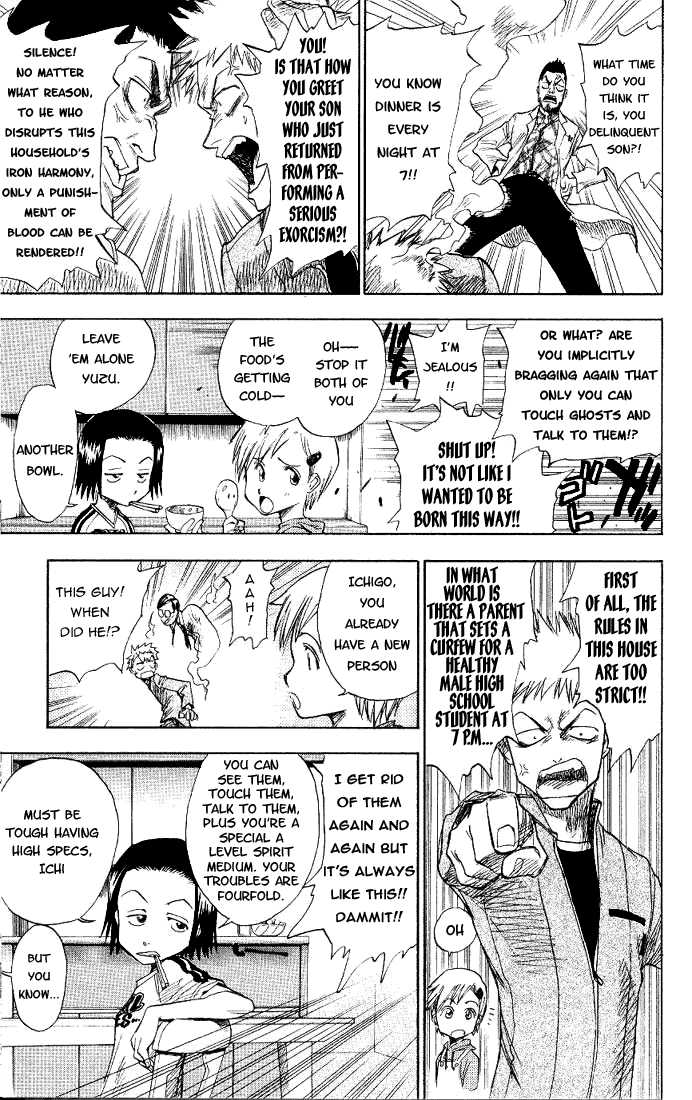 WHAT TIME
DO YOU
THINK IT
IS, YOU
DELINQUENT
SON?!
YOU KNOW
DINNER IS
EVERY
NIGHT AT
7!!
YOU!
IS THAT HOW
YOU GREET
YOUR SON
WHO JUST
RETURNED
FROM PER-
FORMING A
SERIOUS
EXORCISM?!
SILENCE!
NO MATTER
WHAT REASON,
TO HE WHO
DISRUPTS THIS
HOUSEHOLD'S
IRON HARMONY,
ONLY A PUNISH-
MENT OF
BLOOD CAN BE
RENDERED!!
OR WHAT? ARE
YOU IMPLICITLY
BRAGGING AGAIN THAT
ONLY YOU CAN
TOUCH GHOSTS AND
TALK TO THEM!?
I'M
JEALOUS
!!
SHUT UP!
IT'S NOT LIKE I
WANTED TO BE
BORN THIS WAY!!
OH—
STOP IT
BOTH OF
YOU
THE
FOOD'S
GETTING
COLD—
LEAVE
'EM ALONE
YUZU.
ANOTHER
BOWL.
FIRST
OF ALL, THE
RULES IN
THIS HOUSE
ARE TOO
STRICT!!
IN WHAT
WORLD IS
THERE A PARENT
THAT SETS A
CURFEW FOR A
HEALTHY
MALE HIGH
SCHOOL
STUDENT AT
7 P.M...
OH
ICHIGO,
YOU
ALREADY
HAVE A NEW
PERSON
AAH!
THIS GUY!
WHEN
DID HE!?
I GET RID
OF THEM
AGAIN AND
AGAIN BUT
IT'S ALWAYS
LIKE THIS!!
DAMMIT!!
YOU CAN
SEE THEM,
TOUCH THEM,
TALK TO THEM,
PLUS YOU'RE A
SPECIAL A
LEVEL SPIRIT
MEDIUM. YOUR
TROUBLES ARE
FOURFOLD.
MUST BE
TOUGH HAVING
HIGH SPECS,
ICHI
BUT
YOU
KNOW...